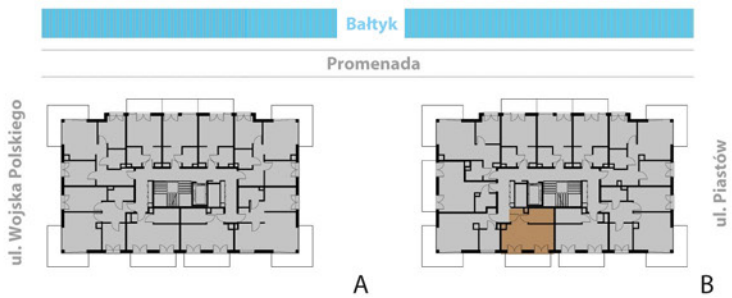 Bałtyk
Promenada
ul. Wojska Polskiego
ul. Piastów
A
B